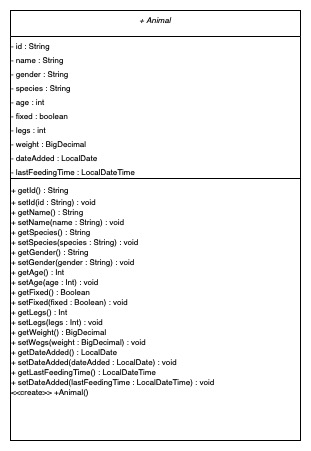 + Animal
- id : String
- name : String
- gender : String
- species : String
- age : int
- fixed : boolean
- legs : int
- weight : BigDecimal
- dateAdded : LocalDate
- lastFeedingTime : LocalDateTime
+ getId() : String
+ setId(id : String) : void
+ getName() : String
+ setName(name : String) : void
+ getSpecies() : String
+ setSpecies(species : String) : void
+ getGender() : String
+ setGender(gender : String) : void
+ getAge() : Int
+ setAge(age : Int) : void
+ getFixed() : Boolean
+ setFixed(fixed : Boolean) : void
+ getLegs() : Int
+ setLegs(legs : Int) : void
+ getWeight() : BigDecimal
+ setWegs(weight : BigDecimal) : void
+ getDateAdded() : LocalDate
+ setDateAdded(dateAdded : LocalDate) : void
+ getLastFeedingTime() : LocalDateTime
+ setDateAdded(lastFeedingTime : LocalDateTime) : void
<<create>> +Animal()